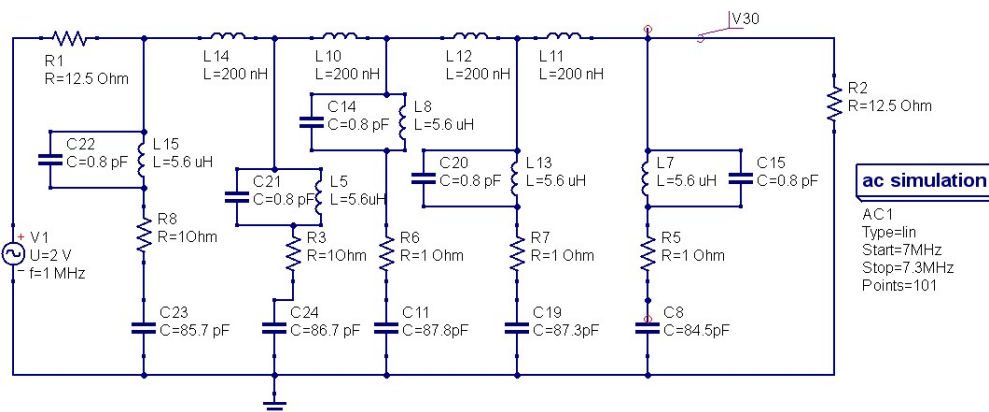 V30
R1
R=12.5 Ohm
L14
L=200 nH
L10
L=200 nH
L12
L=200 nH
L11
L=200 nH
R2
R=12.5 Ohm
C22
C=0.8 pF
L15
L=5.6 uH
C21
C=0.8 pF
L5
L=5.6uH
C14
C=0.8 pF
L8
L=5.6 uH
C20
C=0.8 pF
L13
L=5.6 uH
L7
L=5.6 uH
C15
C=0.8 pF
R8
R=1Ohm
R3
R=1Ohm
R6
R=1 Ohm
R7
R=1 Ohm
R5
R=1 Ohm
+
V1
U=2 V
- f=1 MHz
C23
C=85.7 pF
C24
C=86.7 pF
C11
C=87.8pF
C19
C=87.3pF
C8
C=84.5pF
ac simulation
AC1
Type=lin
Start=7MHz
Stop=7.3MHz
Points=101